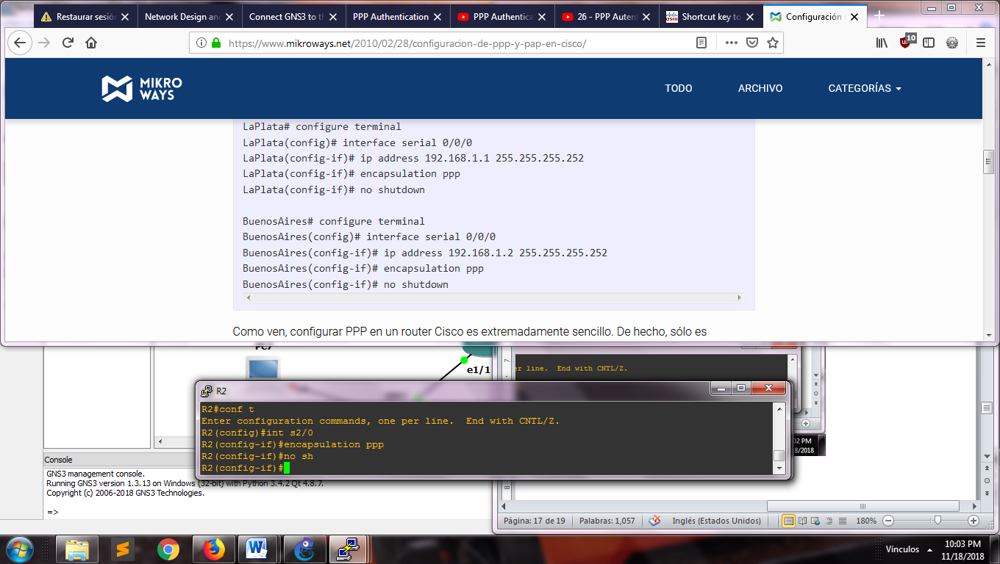 Restaurar sesión
Network Design and
Connect GNS3 to th
PPP Authentication
PPP Authentica
26 - PPP Autent
Shortcut key to
Configuración
10
https://www.mikroways.net/2010/02/28/configuracion-de-ppp-y-pap-en-cisco/
MIKRO
WAYS
TODO
ARCHIVO
CATEGORÍAS
LaPlata# configure terminal
LaPlata(config)# interface serial 0/0/0
LaPlata(config-if)# ip address 192.168.1.1 255.255.255.252
LaPlata(config-if)# encapsulation ppp
LaPlata(config-if)# no shutdown
BuenosAires# configure terminal
BuenosAires(config)# interface serial 0/0/0
BuenosAires(config-if)# ip address 192.168.1.2 255.255.255.252
BuenosAires(config-if)# encapsulation ppp
BuenosAires(config-if)# no shutdown
Como ven, configurar PPP en un router Cisco es extremadamente sencillo. De hecho, sólo es
e1/1
er line.  End with CNTL/Z.
R2
R2#conf t
Enter configuration commands, one per line.  End with CNTL/Z.
R2(config)#int s2/0
R2(config-if)#encapsulation ppp
R2(config-if)#no sh
R2(config-if)#
02 PM
8/2018
Console
GNS3 management console.
Running GNS3 version 1.3.13 on Windows (32-bit) with Python 3.4.2 Qt 4.8.7.
Copyright (c) 2006-2018 GNS3 Technologies.
=>
Página: 17 de 19
Palabras: 1,057
Inglés (Estados Unidos)
180%
Vínculos
10:03 PM
11/18/2018